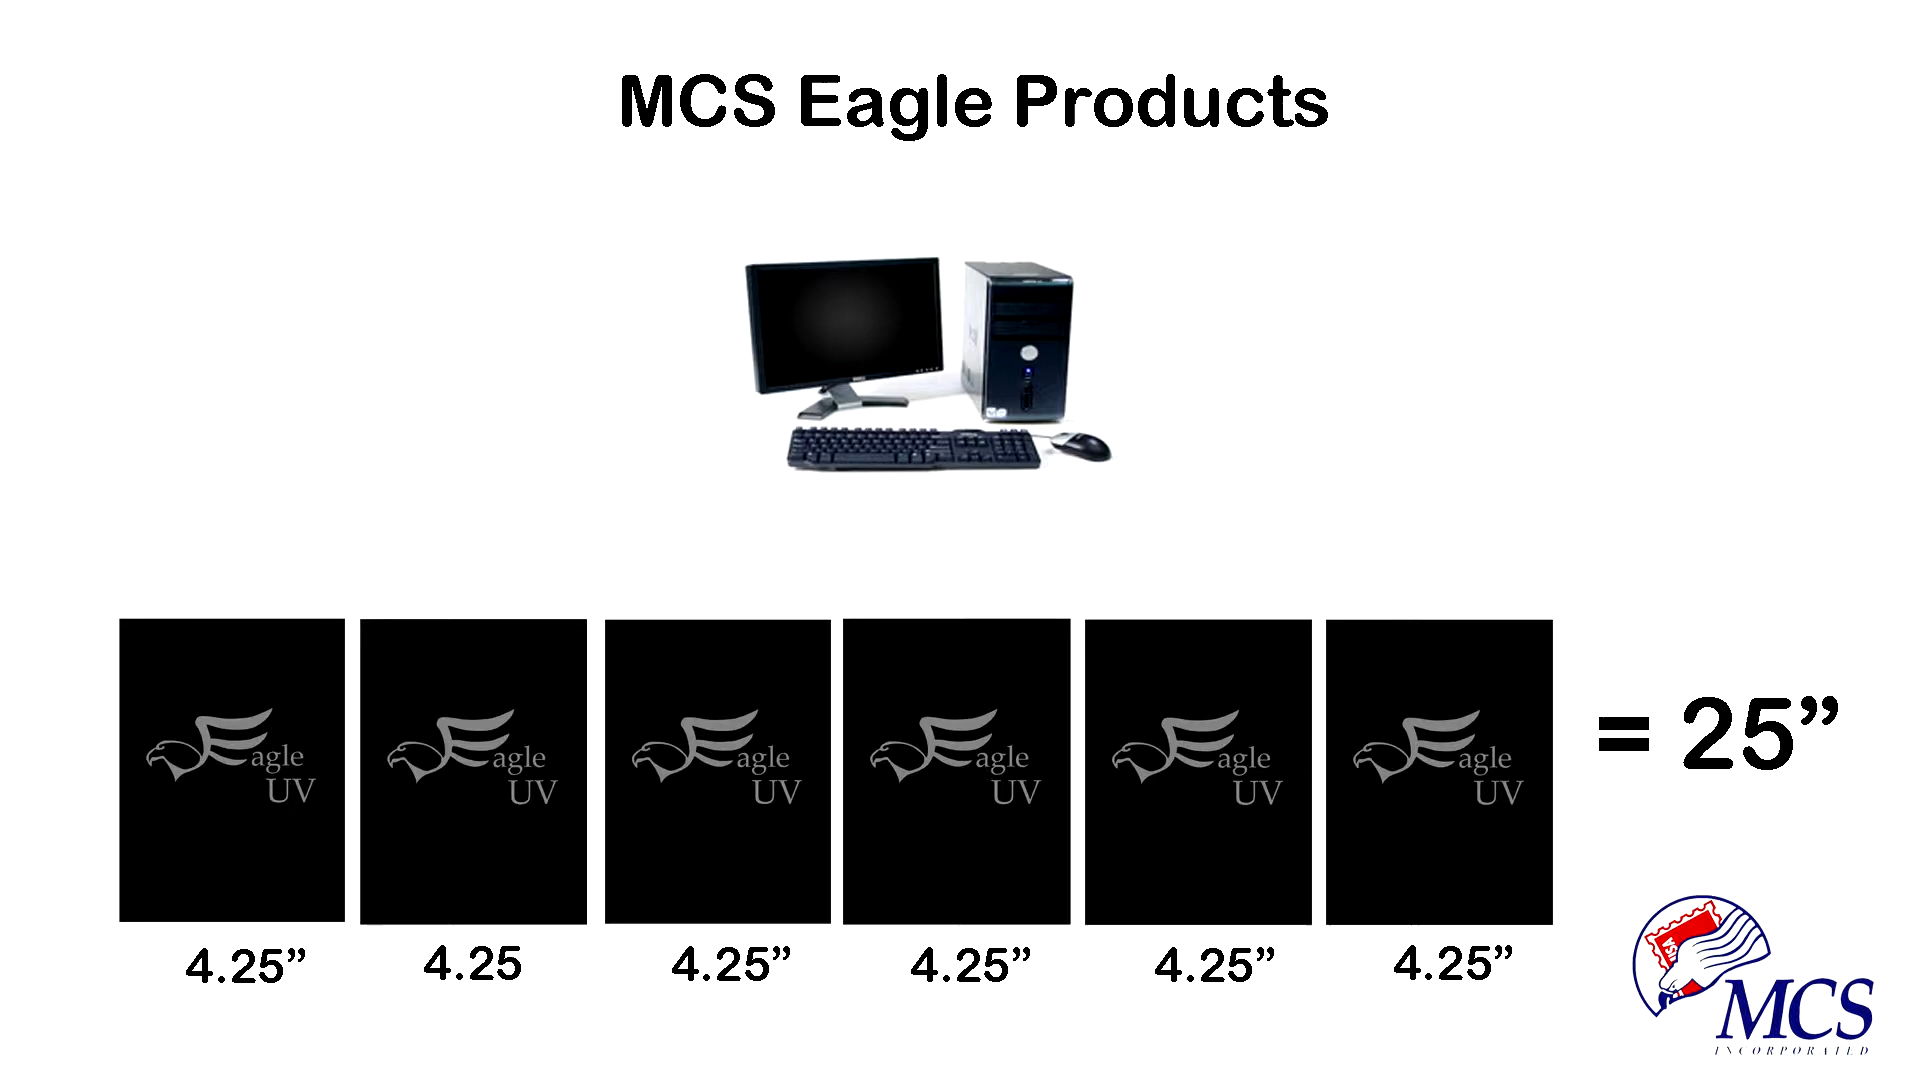 MCS Eagle Products
Eagle
UV
Eagle
UV
Eagle
UV
Eagle
UV
Eagle
UV
Eagle
UV
= 25”
4.25”
4.25
4.25”
4.25”
4.25”
4.25”
USA
MCS
INCORPORATED